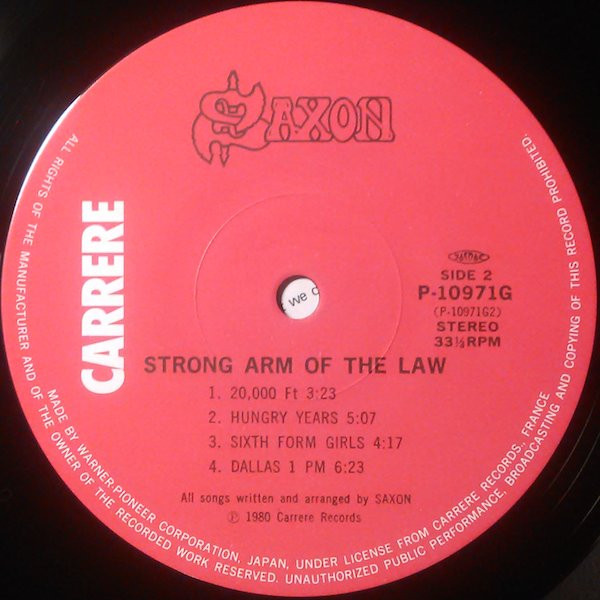 SAXON
CARRERE
JASRAC
SIDE 2
P-10971G
(P-10971G2)
STEREO
33⅓RPM
we
STRONG ARM OF THE LAW
1. 20,000 Ft 3:23
2. HUNGRY YEARS 5:07
3. SIXTH FORM GIRLS 4:17
4. DALLAS 1 PM 6:23
All songs written and arranged by SAXON
℗ 1980 Carrere Records
ALL RIGHTS OF THE MANUFACTURER AND OF THE OWNER OF THE RECORDED WORK RESERVED. UNAUTHORIZED PUBLIC PERFORMANCE, BROADCASTING AND COPYING OF THIS RECORD PROHIBITED.
MADE BY WARNER-PIONEER CORPORATION, JAPAN, UNDER LICENSE FROM CARRERE RECORDS., FRANCE